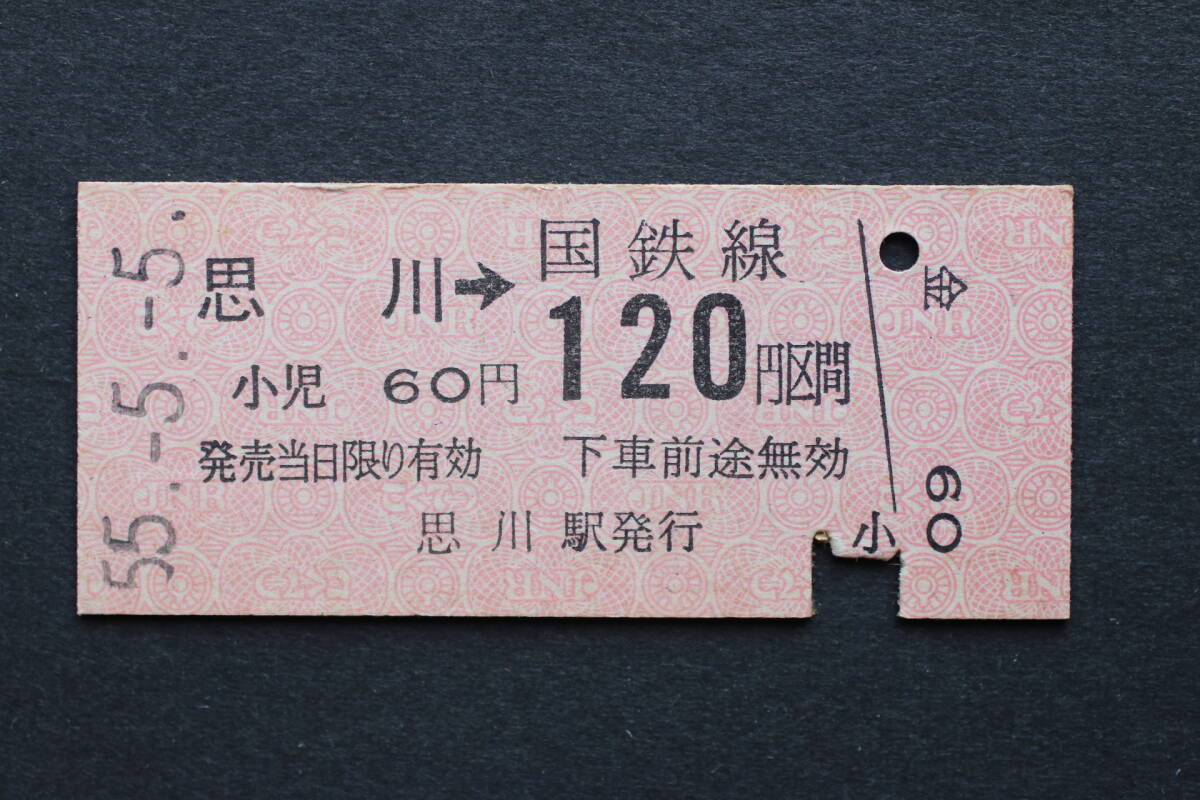 55.-5.-5.
思川→国鉄線
120円区間
小児 60円
発売当日限り有効 下車前途無効
思川駅発行
小
60